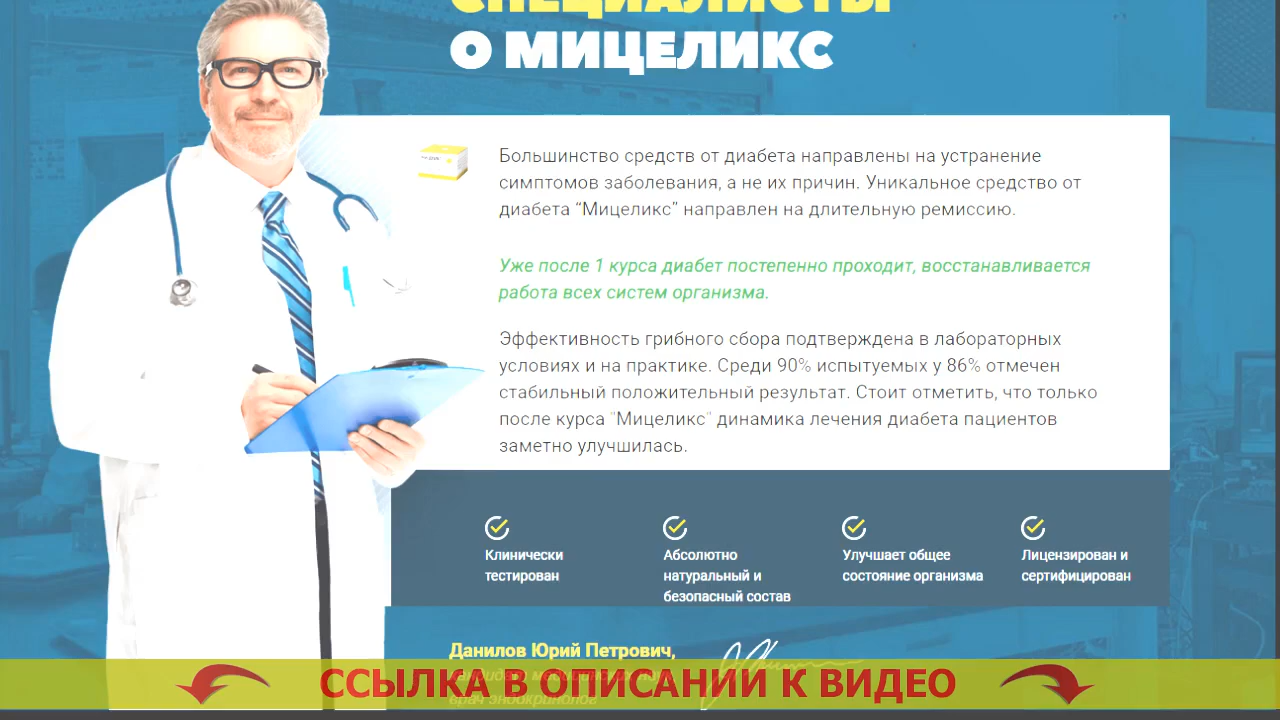 СПЕЦИАЛИСТЫ
О МИЦЕЛИКС
Большинство средств от диабета направлены на устранение
симптомов заболевания, а не их причин. Уникальное средство от
диабета “Мицеликс” направлен на длительную ремиссию.
Уже после 1 курса диабет постепенно проходит, восстанавливается
работа всех систем организма.
Эффективность грибного сбора подтверждена в лабораторных
условиях и на практике. Среди 90% испытуемых у 86% отмечен
стабильный положительный результат. Стоит отметить, что только
после курса "Мицеликс" динамика лечения диабета пациентов
заметно улучшилась.
Клинически
тестирован
Абсолютно
натуральный и
безопасный состав
Улучшает общее
состояние организма
Лицензирован и
сертифицирован
Данилов Юрий Петрович,
ССЫЛКА В ОПИСАНИИ К ВИДЕО
врач-эндокринолог